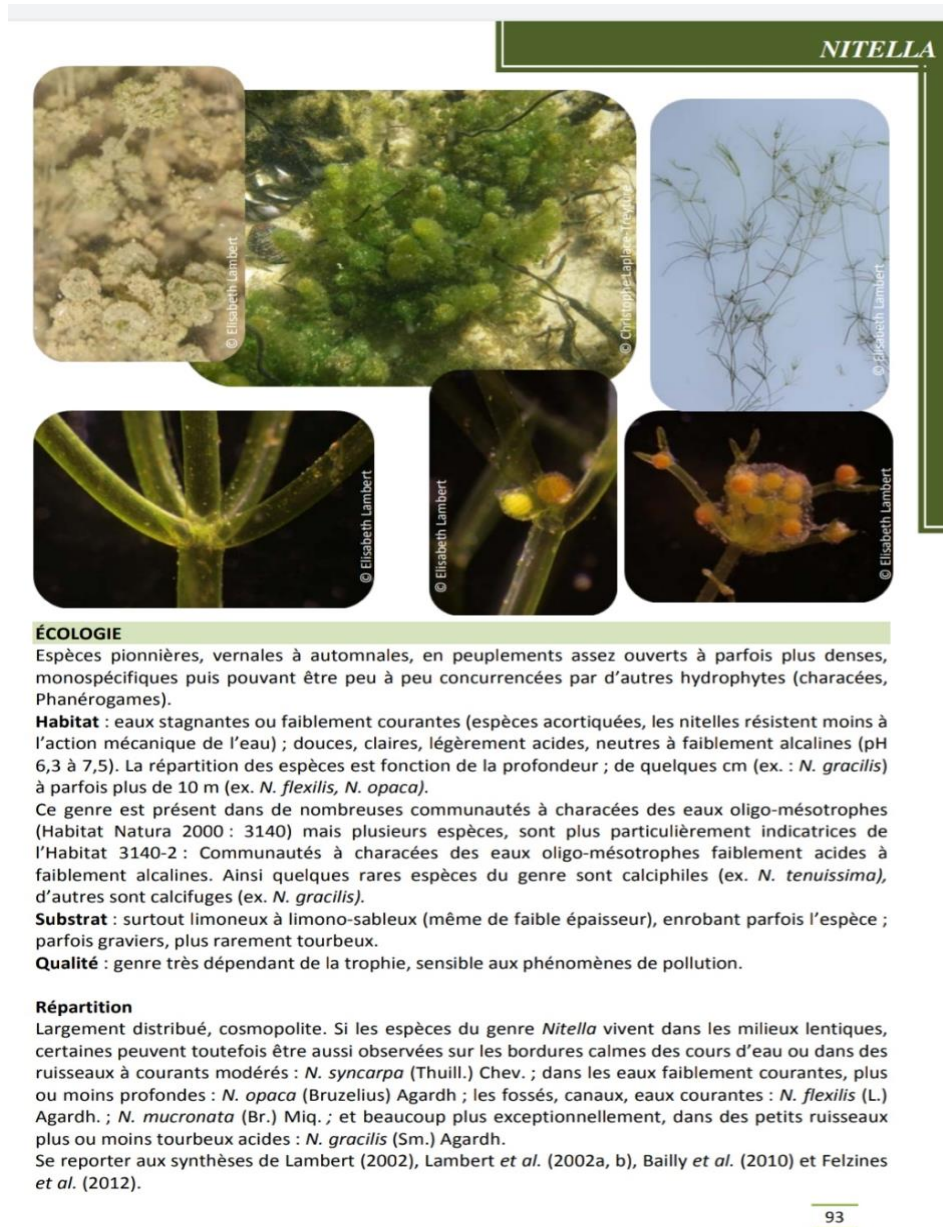 NITELLA
© Elisabeth Lambert
© Christophe Laplace-Treyture
© Elisabeth Lambert
© Elisabeth Lambert
© Elisabeth Lambert
© Elisabeth Lambert
ÉCOLOGIE
Espèces pionnières, vernales à automnales, en peuplements assez ouverts à parfois plus denses,
monospécifiques puis pouvant être peu à peu concurrencées par d'autres hydrophytes (characées,
Phanérogames).
Habitat : eaux stagnantes ou faiblement courantes (espèces acortiquées, les nitelles résistent moins à
l'action mécanique de l'eau) ; douces, claires, légèrement acides, neutres à faiblement alcalines (pH
6,3 à 7,5). La répartition des espèces est fonction de la profondeur ; de quelques cm (ex. : N. gracilis)
à parfois plus de 10 m (ex. N. flexilis, N. opaca).
Ce genre est présent dans de nombreuses communautés à characées des eaux oligo-mésotrophes
(Habitat Natura 2000 : 3140) mais plusieurs espèces, sont plus particulièrement indicatrices de
l'Habitat 3140-2 : Communautés à characées des eaux oligo-mésotrophes faiblement acides à
faiblement alcalines. Ainsi quelques rares espèces du genre sont calciphiles (ex. N. tenuissima),
d'autres sont calcifuges (ex. N. gracilis).
Substrat : surtout limoneux à limono-sableux (même de faible épaisseur), enrobant parfois l'espèce ;
parfois graviers, plus rarement tourbeux.
Qualité : genre très dépendant de la trophie, sensible aux phénomènes de pollution.
Répartition
Largement distribué, cosmopolite. Si les espèces du genre Nitella vivent dans les milieux lentiques,
certaines peuvent toutefois être aussi observées sur les bordures calmes des cours d'eau ou dans des
ruisseaux à courants modérés : N. syncarpa (Thuill.) Chev. ; dans les eaux faiblement courantes, plus
ou moins profondes : N. opaca (Bruzelius) Agardh ; les fossés, canaux, eaux courantes : N. flexilis (L.)
Agardh. ; N. mucronata (Br.) Miq. ; et beaucoup plus exceptionnellement, dans des petits ruisseaux
plus ou moins tourbeux acides : N. gracilis (Sm.) Agardh.
Se reporter aux synthèses de Lambert (2002), Lambert et al. (2002a, b), Bailly et al. (2010) et Felzines
et al. (2012).
93